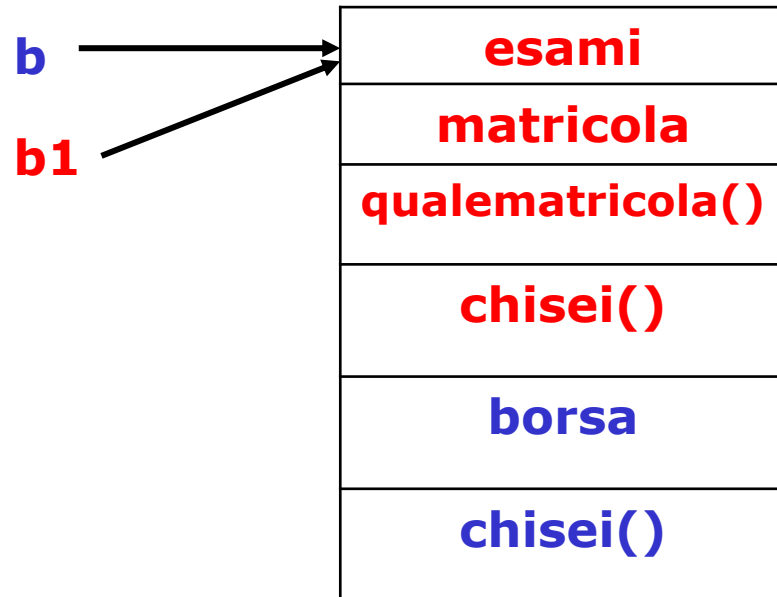 b
esami
b1
matricola
qualematricola()
chisei()
borsa
chisei()